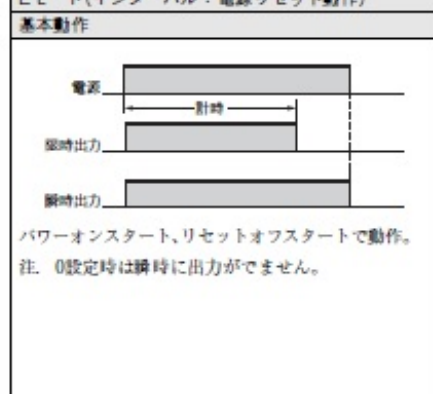 基本動作
電源
計時
限時出力
瞬時出力
パワーオンスタート、リセットオフスタートで動作。
注. 0設定時は瞬時に出力がでません。